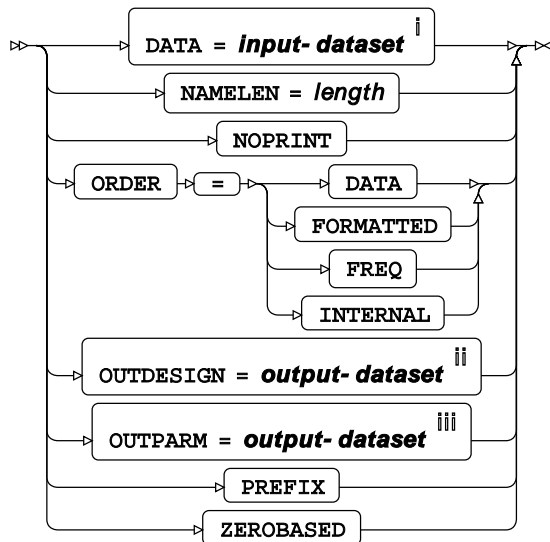 DATA = input- dataset i
NAMELEN = length
NOPRINT
ORDER = DATA
FORMATTED
FREQ
INTERNAL
OUTDESIGN = output- dataset ii
OUTPARM = output- dataset iii
PREFIX
ZEROBASED